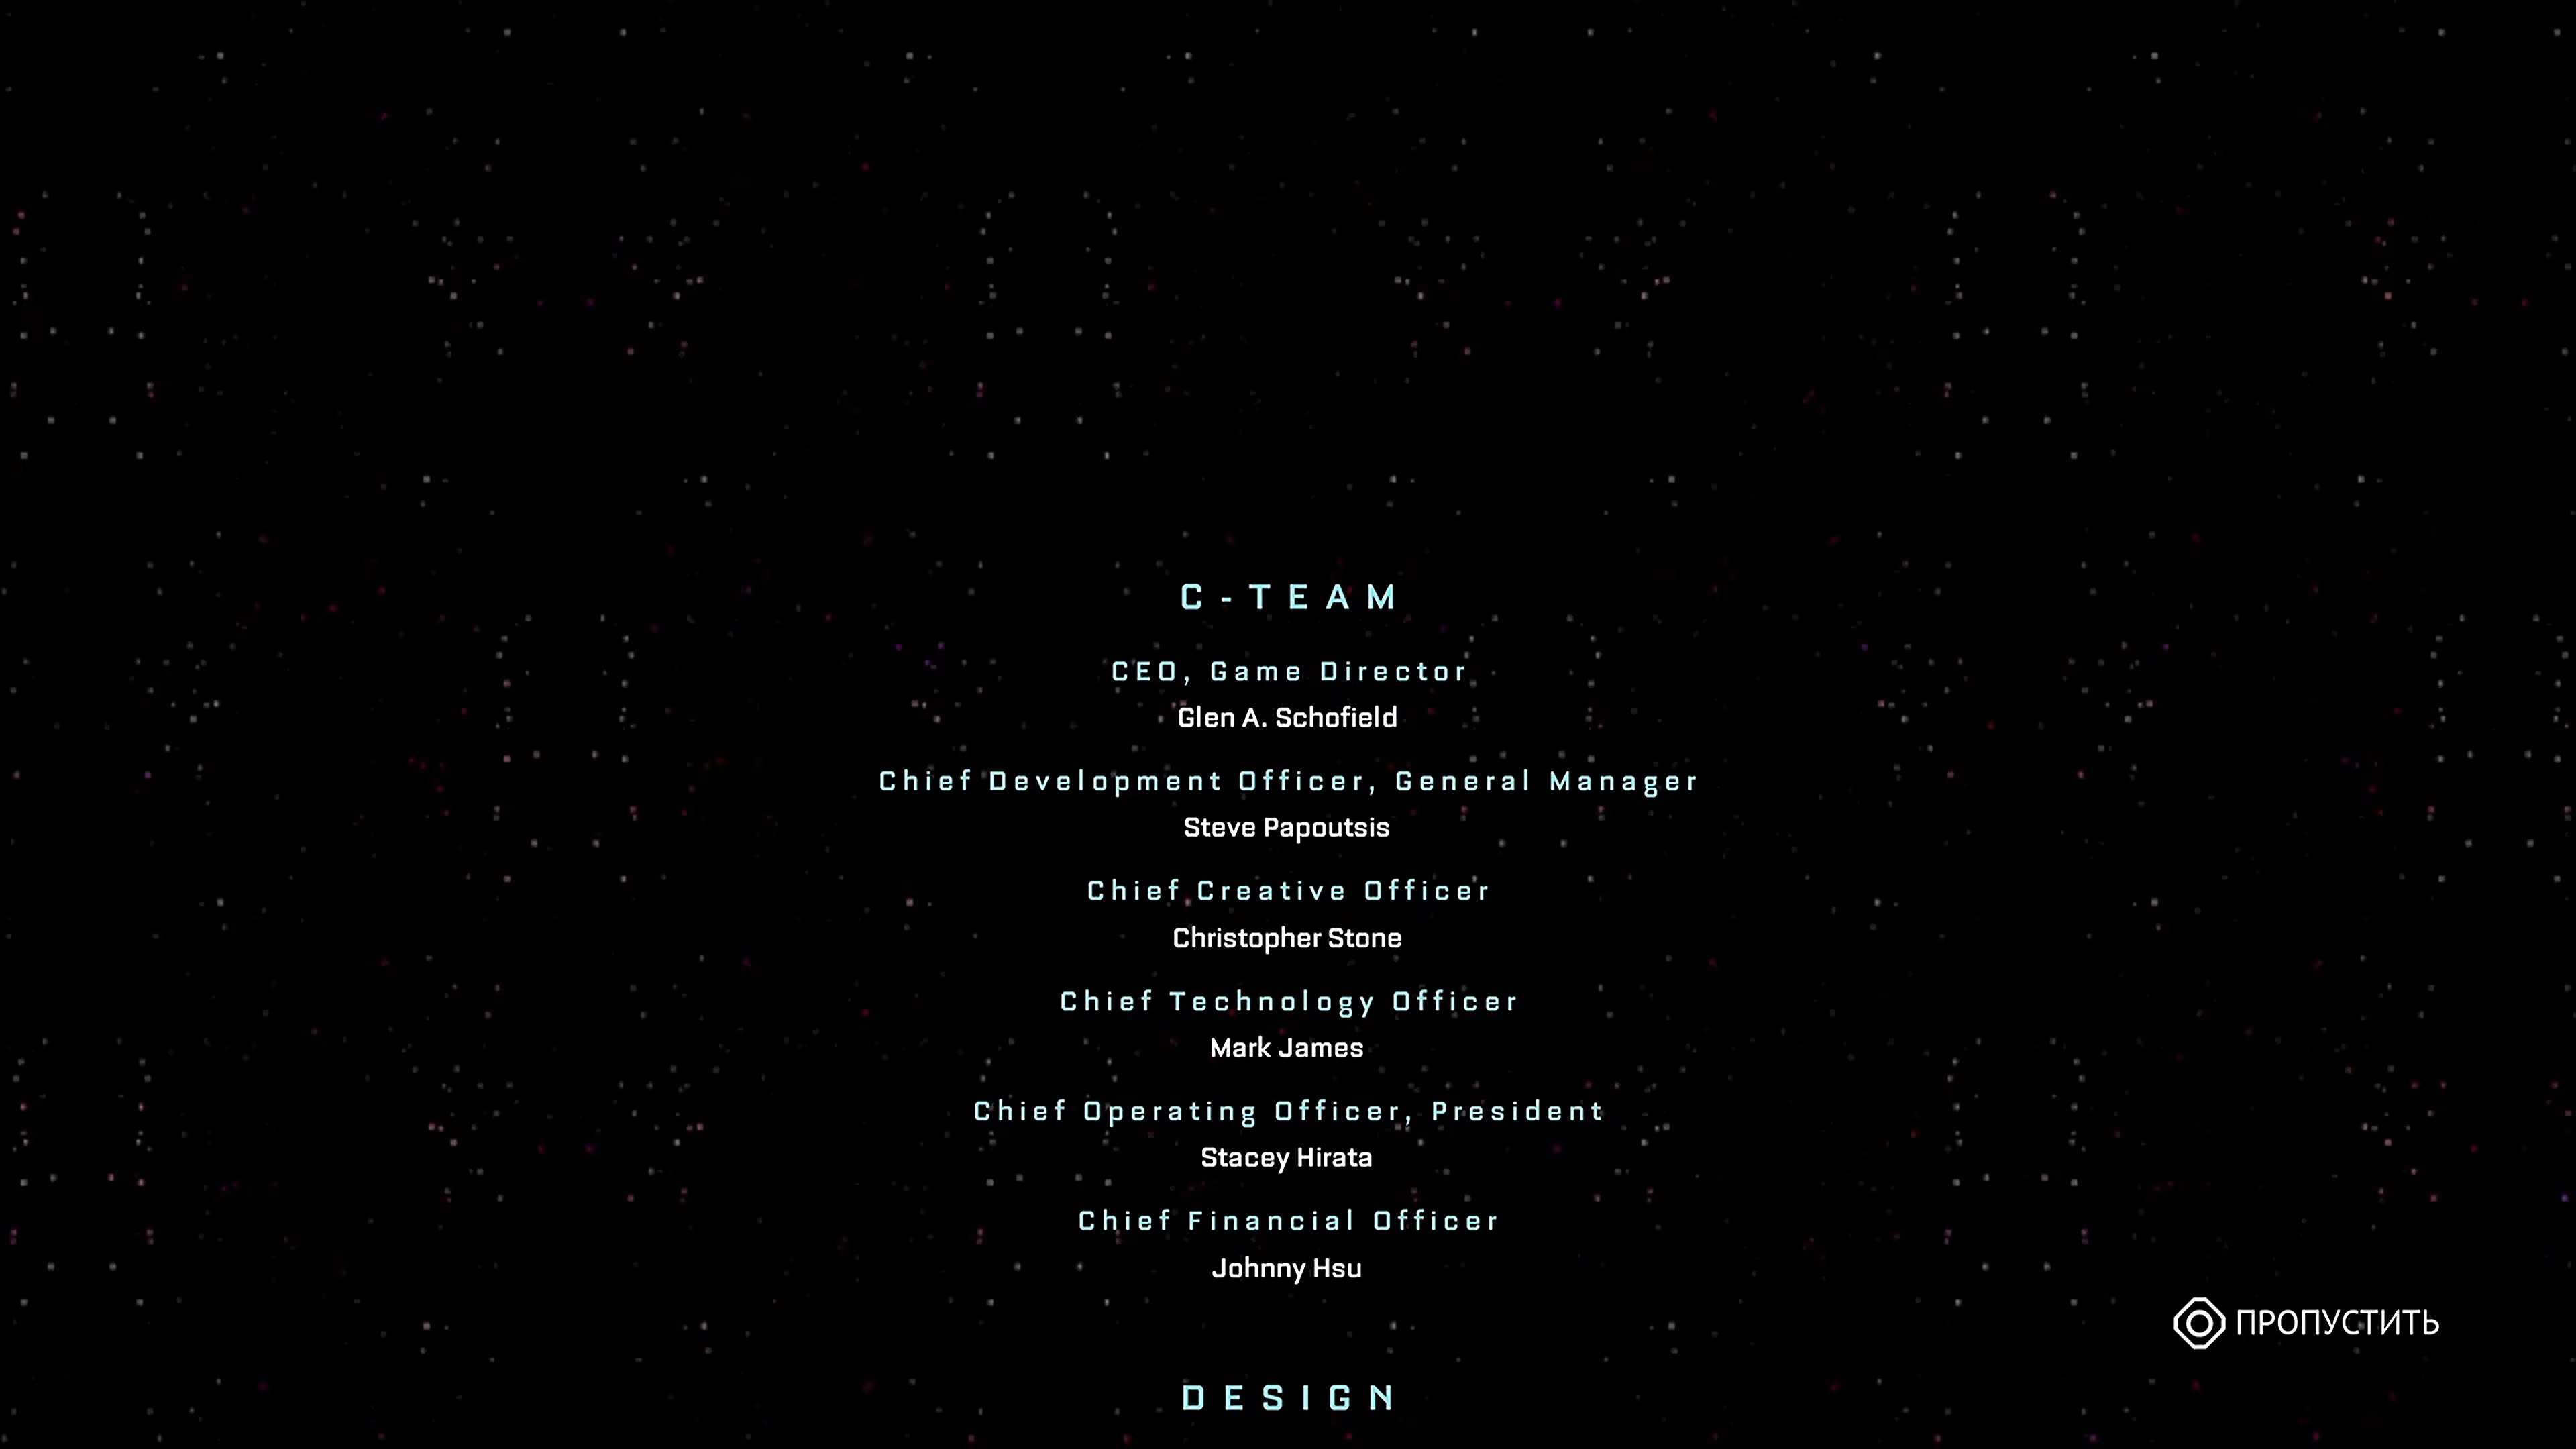 C-TEAM
CEO, Game Director
Glen A. Schofield
Chief Development Officer, General Manager
Steve Papoutsis
Chief Creative Officer
Christopher Stone
Chief Technology Officer
Mark James
Chief Operating Officer, President
Stacey Hirata
Chief Financial Officer
Johnny Hsu
ПРОПУСТИТЬ
DESIGN